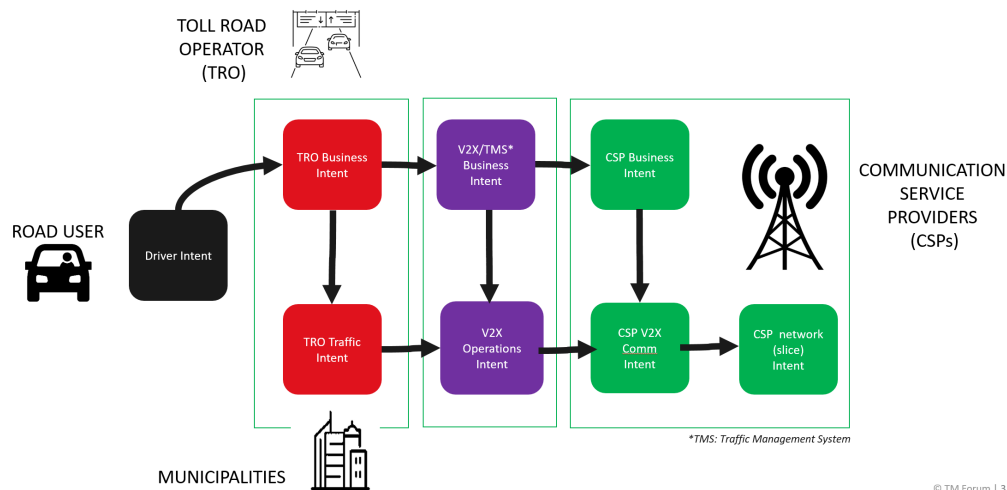 TOLL ROAD
OPERATOR
(TRO)
TRO Business
Intent
V2X/TMS*
Business
Intent
CSP Business
Intent
COMMUNICATION
SERVICE
PROVIDERS
(CSPs)
ROAD USER
Driver Intent
TRO Traffic
Intent
V2X
Operations
Intent
CSP V2X
Comm
Intent
CSP network
(slice)
Intent
*TMS: Traffic Management System
MUNICIPALITIES
© TM Forum | 3